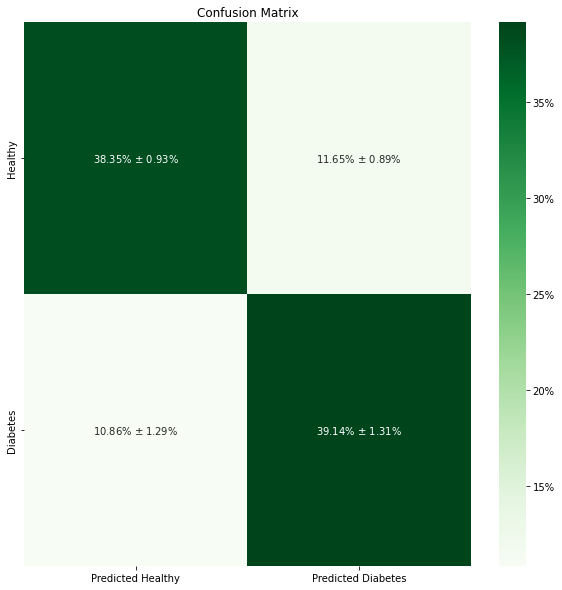 Confusion Matrix
Healthy
38.35% ± 0.93%
11.65% ± 0.89%
Diabetes
10.86% ± 1.29%
39.14% ± 1.31%
Predicted Healthy
Predicted Diabetes
35%
30%
25%
20%
15%